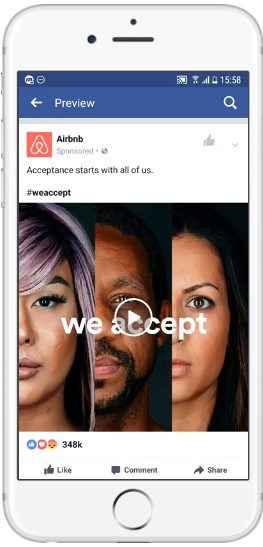 15:58
Preview
Airbnb
Sponsored •
Acceptance starts with all of us.
#weaccept
we accept
348k
Like Comment Share